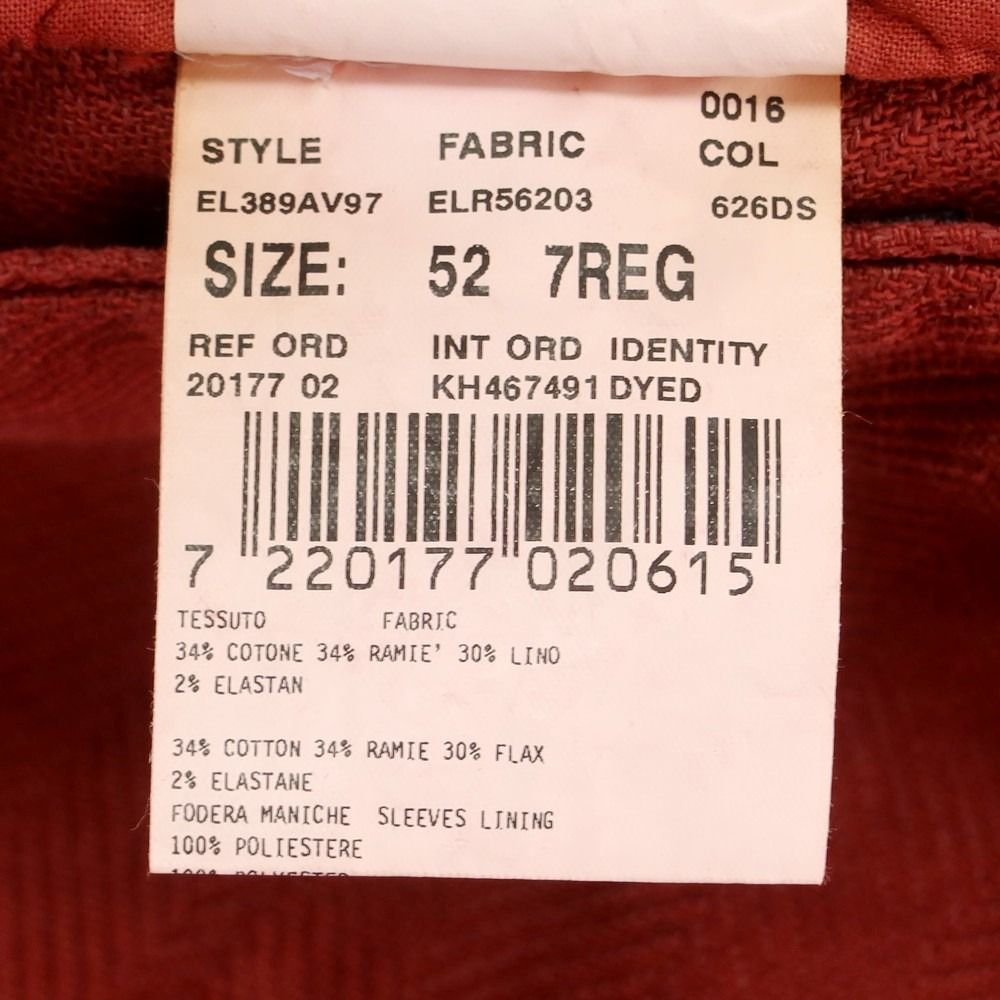 0016
STYLE FABRIC COL
EL389AV97 ELR56203 626DS
SIZE: 52 7REG
REF ORD INT ORD IDENTITY
20177 02 KH467491 DYED
7 220177 020615
TESSUTO FABRIC
34% COTONE 34% RAMIE' 30% LINO
2% ELASTAN
34% COTTON 34% RAMIE 30% FLAX
2% ELASTANE
FODERA MANICHE SLEEVES LINING
100% POLIESTERE
100% POLYESTER